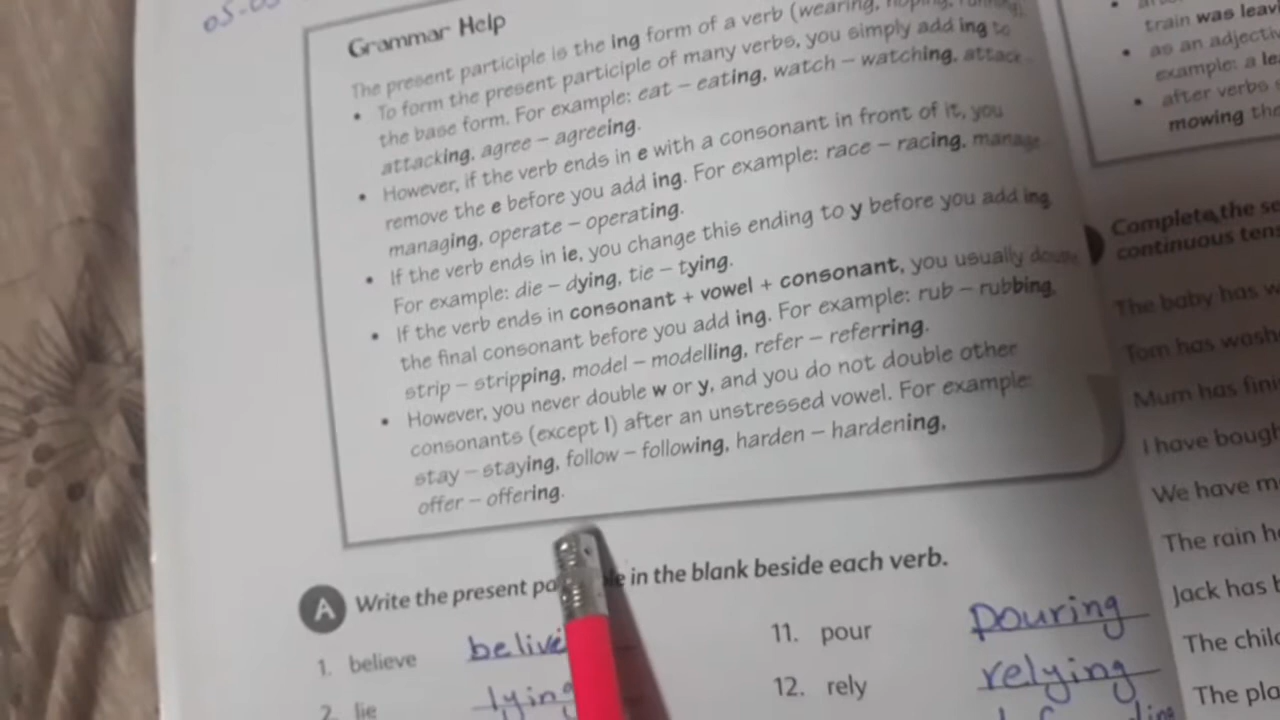 05-05
Grammar Help
The present participle is the ing form of a verb (wearing, hoping,
• To form the present participle of many verbs, you simply add ing to
the base form. For example: eat – eating, watch – watching, attack –
attacking, agree – agreeing.
• However, if the verb ends in e with a consonant in front of it, you
remove the e before you add ing. For example: race – racing, manage
managing, operate – operating.
• If the verb ends in ie, you change this ending to y before you add ing.
For example: die – dying, tie – tying.
• If the verb ends in consonant + vowel + consonant, you usually double
the final consonant before you add ing. For example: rub – rubbing,
strip – stripping, model – modelling, refer – referring.
• However, you never double w or y, and you do not double other
consonants (except l) after an unstressed vowel. For example:
stay – staying, follow – following, harden – hardening,
offer – offering.
A Write the present in the blank beside each verb.
1. believe
2. lie lying
11. pour pouring
12. rely relying
train was leav
• as an adjectiv
example: a le
• after verbs
mowing the
Complete the se
continuous tens
The baby has w
Tom has wash
Mum has fini
I have bough
We have m
The rain h
Jack has b
The chil
The pla